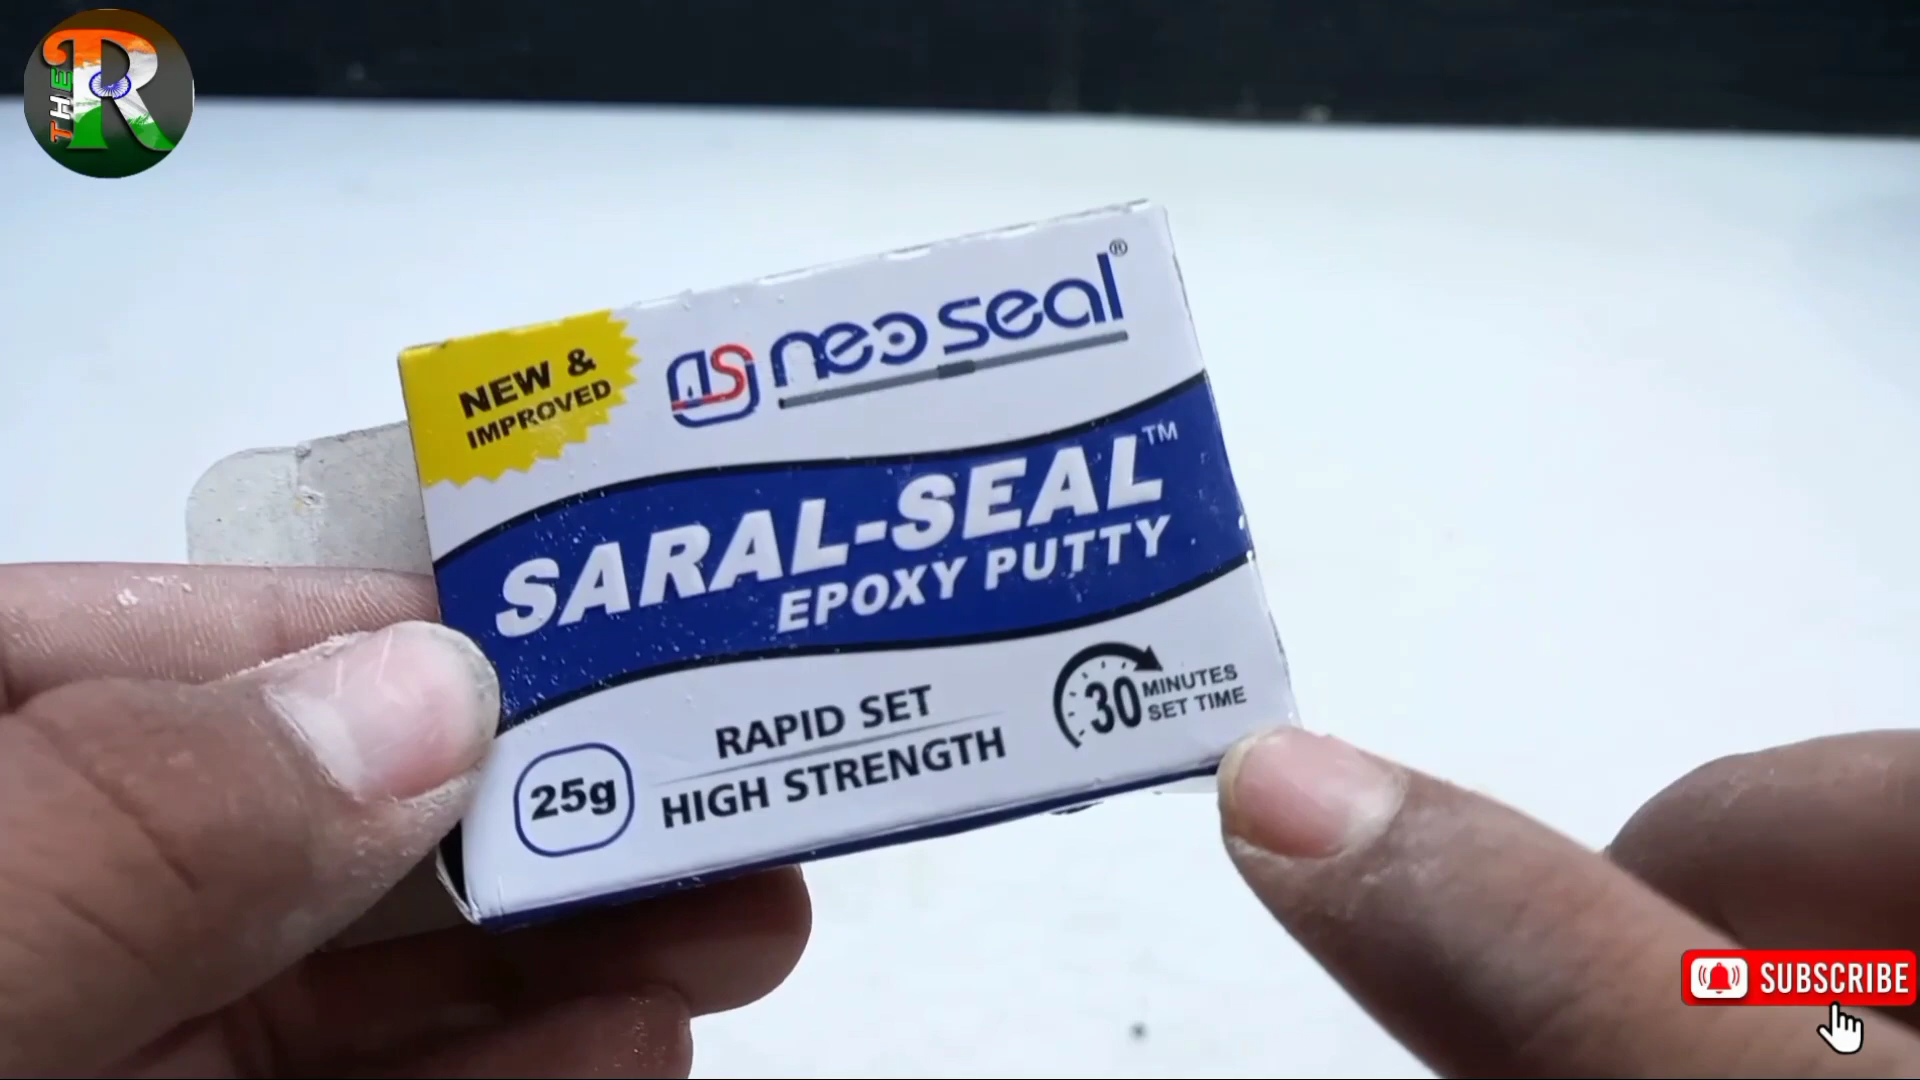 THE R
NEW &
IMPROVED
ns neo seal®
SARAL-SEAL™
EPOXY PUTTY
25g
RAPID SET
HIGH STRENGTH
30 MINUTES
SET TIME
SUBSCRIBE